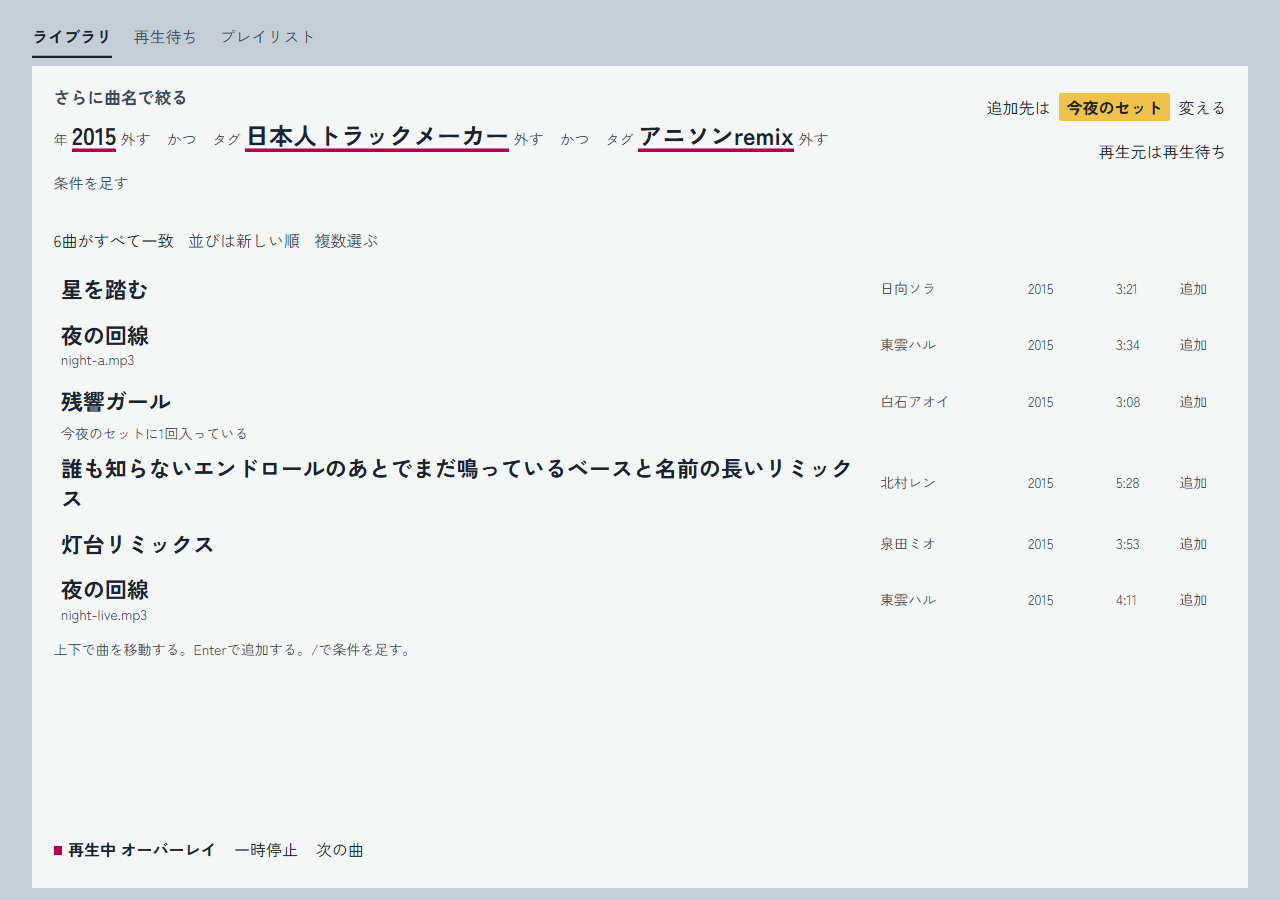 ライブラリ 再生待ち プレイリスト
さらに曲名で絞る
追加先は 今夜のセット 変える
年 2015 外す かつ タグ 日本人トラックメーカー 外す かつ タグ アニソンremix 外す
再生元は再生待ち
条件を足す
6曲がすべて一致 並びは新しい順 複数選ぶ
星を踏む 日向ソラ 2015 3:21 追加
夜の回線 東雲ハル 2015 3:34 追加
night-a.mp3
残響ガール 白石アオイ 2015 3:08 追加
今夜のセットに1回入っている
誰も知らないエンドロールのあとでまだ鳴っているベースと名前の長いリミック
ス
北村レン 2015 5:28 追加
灯台リミックス 泉田ミオ 2015 3:53 追加
夜の回線 東雲ハル 2015 4:11 追加
night-live.mp3
上下で曲を移動する。Enterで追加する。/で条件を足す。
再生中 オーバーレイ 一時停止 次の曲